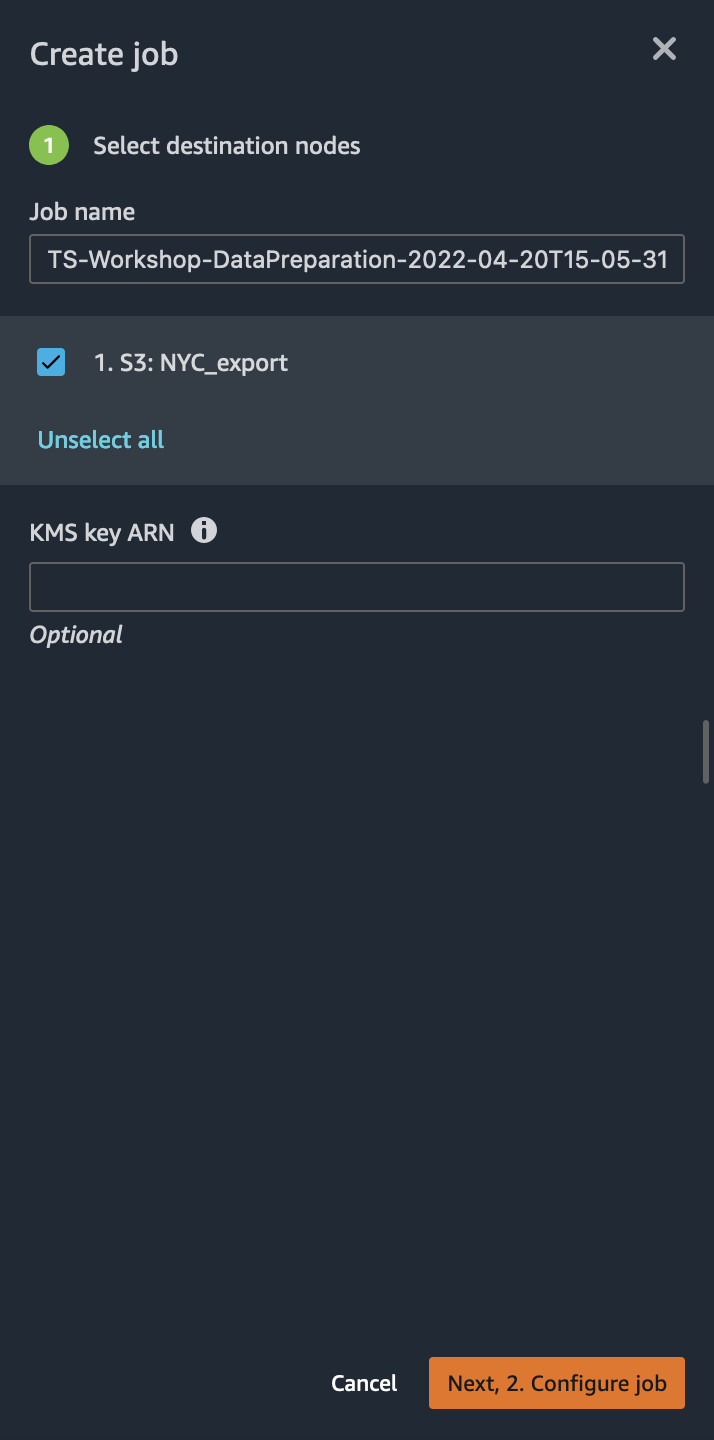 Create job
1 Select destination nodes
Job name
TS-Workshop-DataPreparation-2022-04-20T15-05-31
1. S3: NYC_export
Unselect all
KMS key ARN
Optional
Cancel Next, 2. Configure job